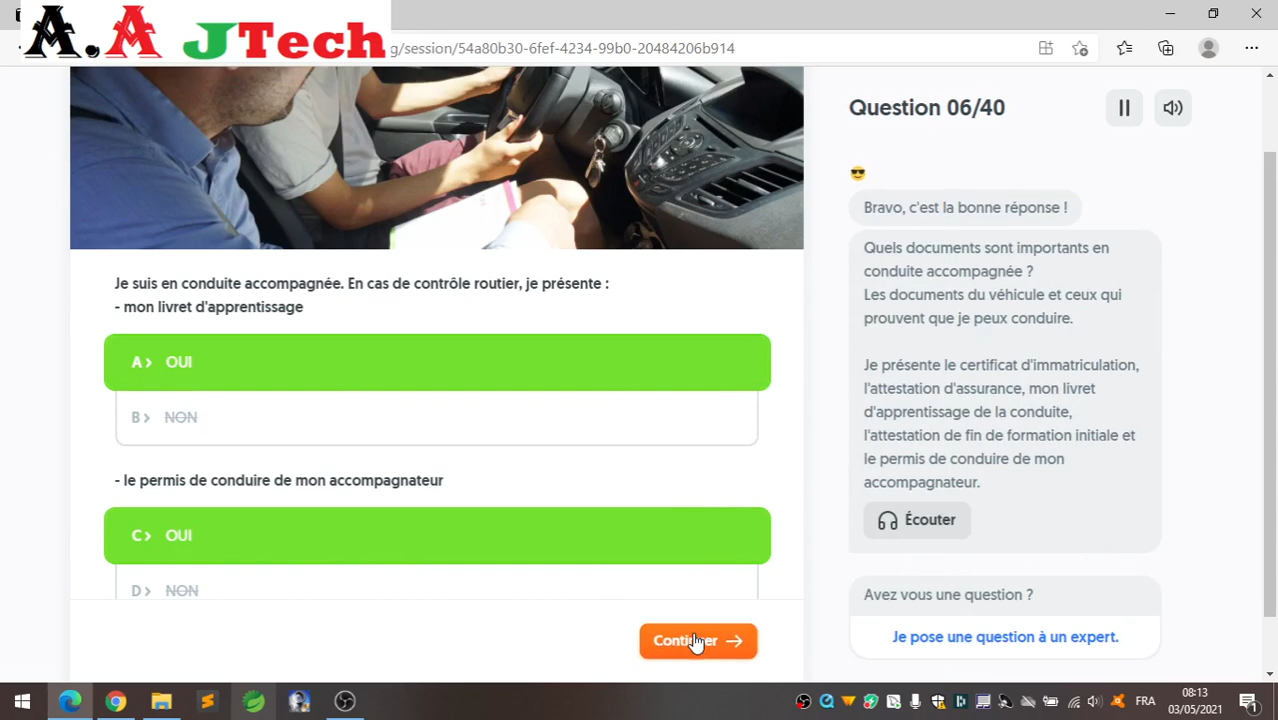 A.A JTech
g/session/54a80b30-6fef-4234-99b0-20484206b914
Question 06/40
Bravo, c'est la bonne réponse !
Quels documents sont importants en
conduite accompagnée ?
Les documents du véhicule et ceux qui
prouvent que je peux conduire.
Je présente le certificat d'immatriculation,
l'attestation d'assurance, mon livret
d'apprentissage de la conduite,
l'attestation de fin de formation initiale et
le permis de conduire de mon
accompagnateur.
Écouter
Avez vous une question ?
Je pose une question à un expert.
Je suis en conduite accompagnée. En cas de contrôle routier, je présente :
- mon livret d'apprentissage
A > OUI
B > NON
- le permis de conduire de mon accompagnateur
C > OUI
D > NON
Continuer
FRA
08:13
03/05/2021